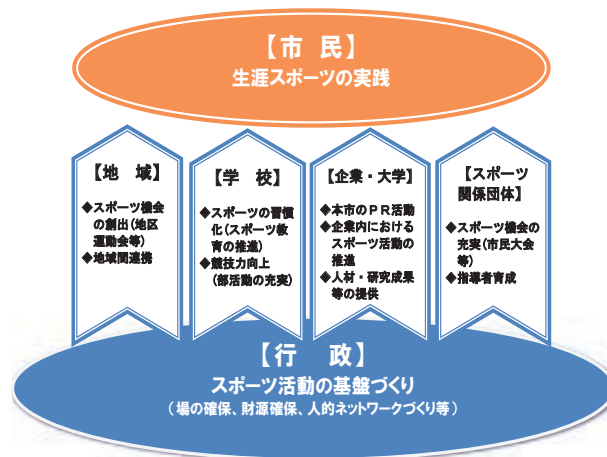 【市 民】
生涯スポーツの実践
【地 域】
◆スポーツ機会
の創出(地区
運動会等)
◆地域間連携
【学 校】
◆スポーツの習慣
化(スポーツ教
育の推進)
◆競技力向上
(部活動の充実)
【企業・大学】
◆本市のPR活動
◆企業内における
スポーツ活動の
推進
◆人材・研究成果
等の提供
【スポーツ
関係団体】
◆スポーツ機会の
充実(市民大会
等)
◆指導者育成
【行 政】
スポーツ活動の基盤づくり
(場の確保、財源確保、人的ネットワークづくり等)